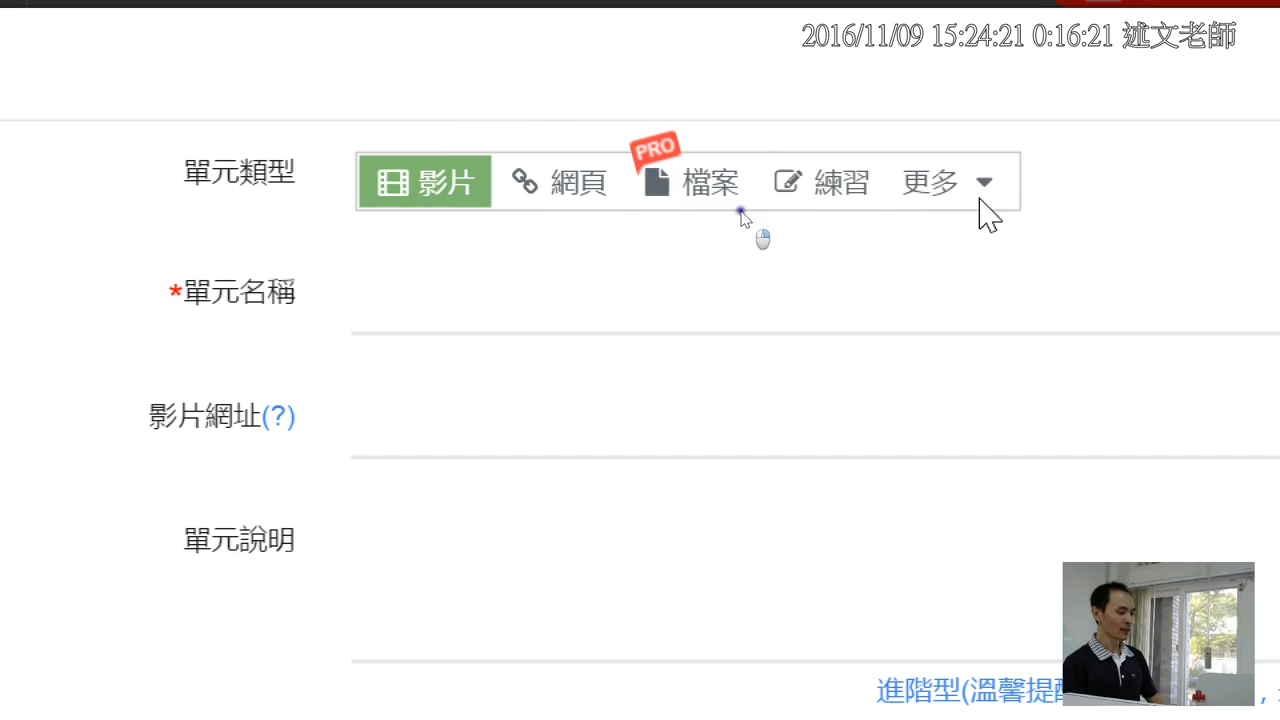 2016/11/09 15:24:21 0:16:21 述文老師
PRO
單元類型 影片 網頁 檔案 練習 更多
*單元名稱
影片網址(?)
單元說明
進階型(溫馨提